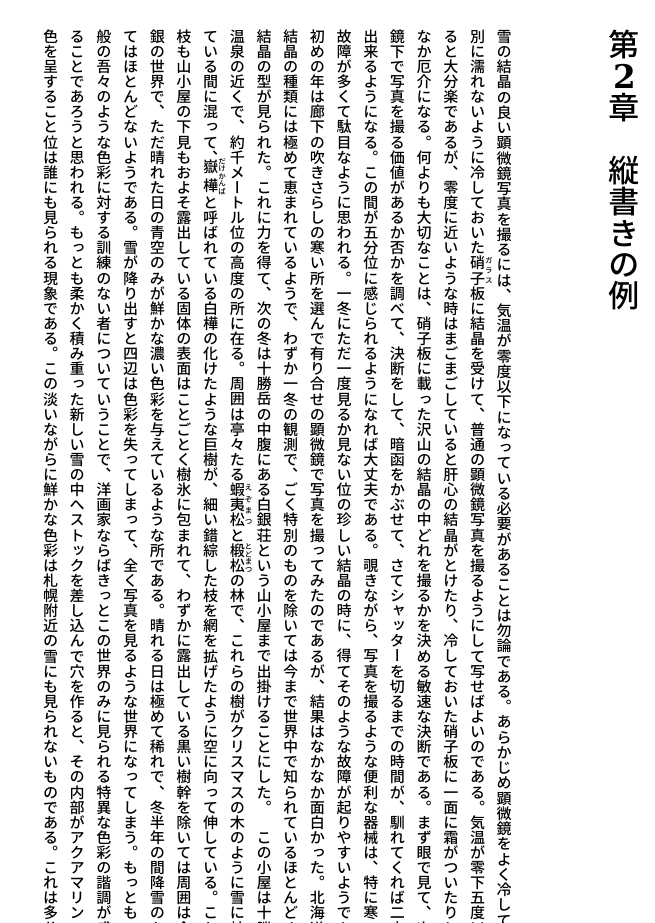 第2章　縦書きの例
雪の結晶の良い顕微鏡写真を撮るには、気温が零度以下になっている必要があることは勿論である。あらかじめ顕微鏡をよく冷して
別に濡れないように冷しておいた硝子板に結晶を受けて、普通の顕微鏡写真を撮るようにして写せばよいのである。気温が零下五度
ると大分楽であるが、零度に近いような時はまごまごしていると肝心の結晶がとけたり、冷しておいた硝子板に一面に霜がついたり
なか厄介になる。何よりも大切なことは、硝子板に載った沢山の結晶の中どれを撮るかを決める敏速な決断である。まず眼で見て、
鏡下で写真を撮る価値があるか否かを調べて、決断をして、暗函をかぶせて、さてシャッターを切るまでの時間が、馴れてくれば二
出来るようになる。この間が五分位に感じられるようになれば大丈夫である。覗きながら、写真を撮るような便利な器械は、特に寒
故障が多くて駄目なように思われる。一冬にただ一度見るか見ない位の珍しい結晶の時に、得てそのような故障が起りやすいようで
初めの年は廊下の吹きさらしの寒い所を選んで有り合せの顕微鏡で写真を撮ってみたのであるが、結果はなかなか面白かった。北海
結晶の種類には極めて恵まれているようで、わずか一冬の観測で、ごく特別のものを除いては今まで世界中で知られているほとんど
結晶の型が見られた。これに力を得て、次の冬は十勝岳の中腹にある白銀荘という山小屋まで出掛けることにした。　この小屋は十勝
温泉の近くで、約千メートル位の高度の所に在る。周囲は亭々たる蝦夷松と椴松の林で、これらの樹がクリスマスの木のように雪に
ている間に混って、嶽樺と呼ばれている白樺の化けたような巨樹が、細い錯綜した枝を網を拡げたように空に向って伸している。こ
枝も山小屋の下見もおよそ露出している固体の表面はことごとく樹氷に包まれて、わずかに露出している黒い樹幹を除いては周囲は
銀の世界で、ただ晴れた日の青空のみが鮮かな濃い色彩を与えているような所である。晴れる日は極めて稀れで、冬半年の間降雪の
てはほとんどないようである。雪が降り出すと四辺は色彩を失ってしまって、全く写真を見るような世界になってしまう。もっとも
般の吾々のような色彩に対する訓練のない者についていうことで、洋画家ならばきっとこの世界のみに見られる特異な色彩の諧調が
ることであろうと思われる。もっとも柔かく積み重った新しい雪の中へストックを差し込んで穴を作ると、その内部がアクアマリン
色を呈すること位は誰にも見られる現象である。この淡いながらに鮮かな色彩は札幌附近の雪にも見られないものである。これは多